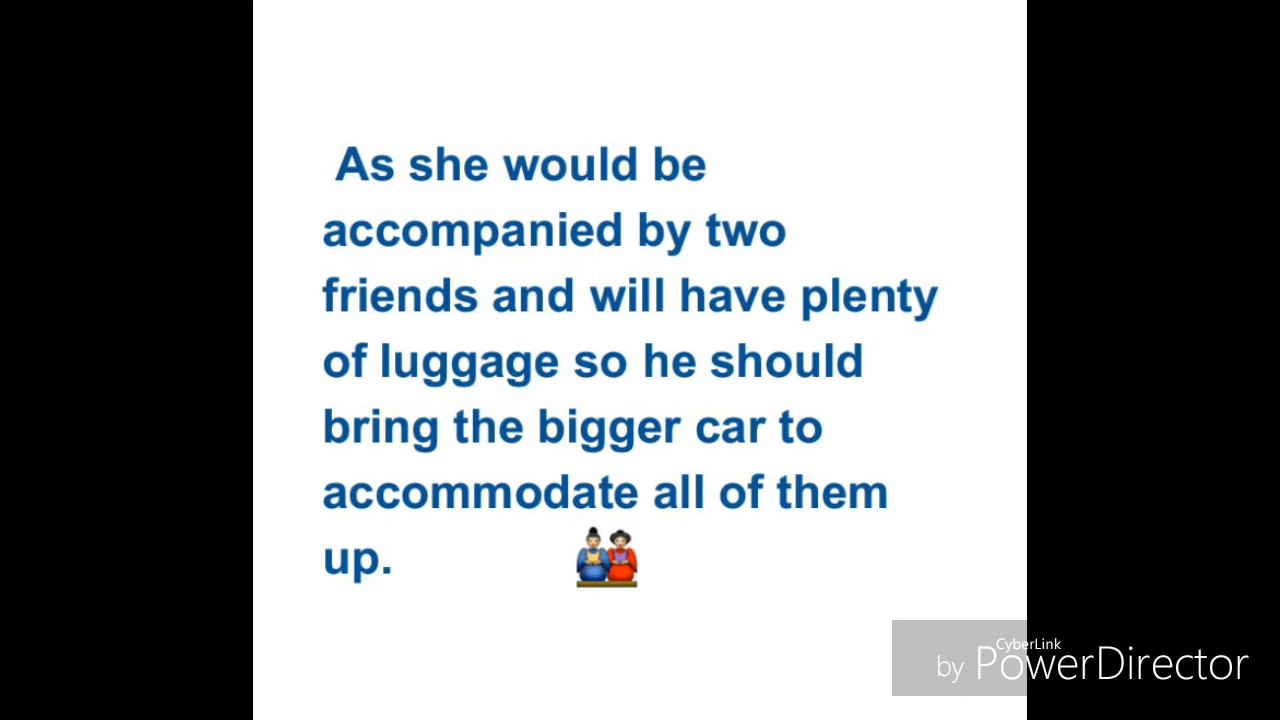 As she would be
accompanied by two
friends and will have plenty
of luggage so he should
bring the bigger car to
accommodate all of them
up.
CyberLink
by PowerDirector